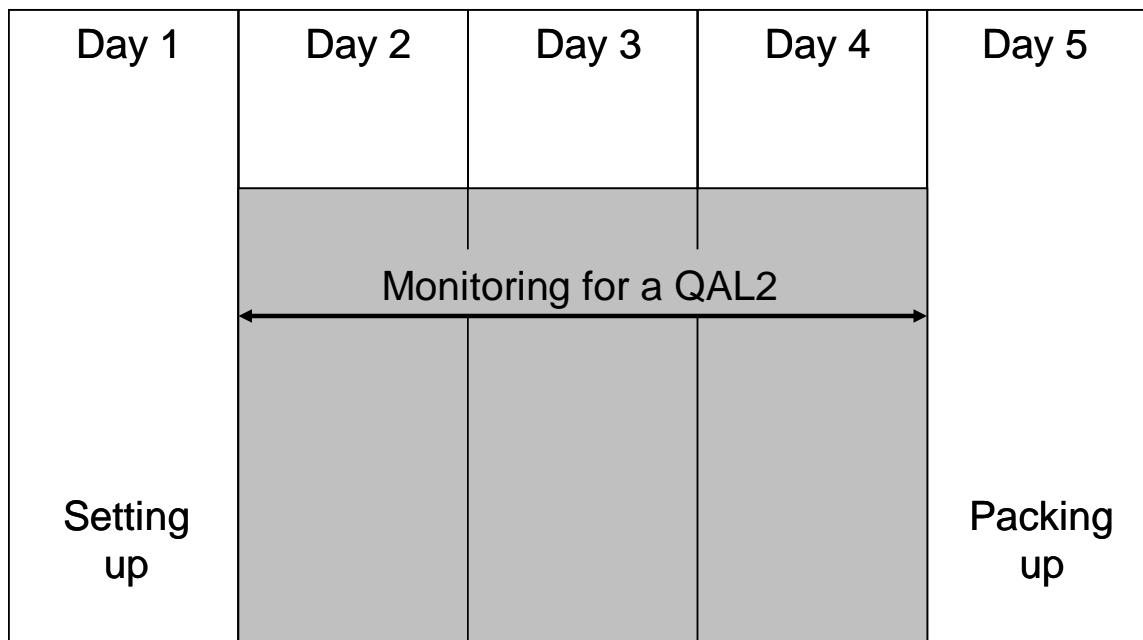 Day 1
Day 2
Day 3
Day 4
Day 5
Monitoring for a QAL2
Setting
up
Packing
up